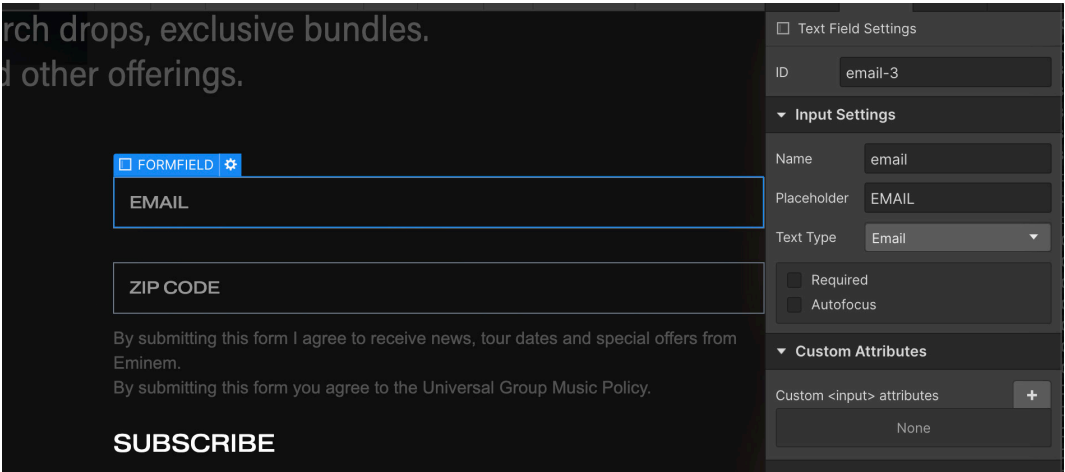 rch drops, exclusive bundles.
other offerings.
FORMFIELD
EMAIL
ZIP CODE
By submitting this form I agree to receive news, tour dates and special offers from
Eminem.
By submitting this form you agree to the Universal Group Music Policy.
SUBSCRIBE
Text Field Settings
ID email-3
Input Settings
Name email
Placeholder EMAIL
Text Type Email
Required
Autofocus
Custom Attributes
Custom <input> attributes +
None